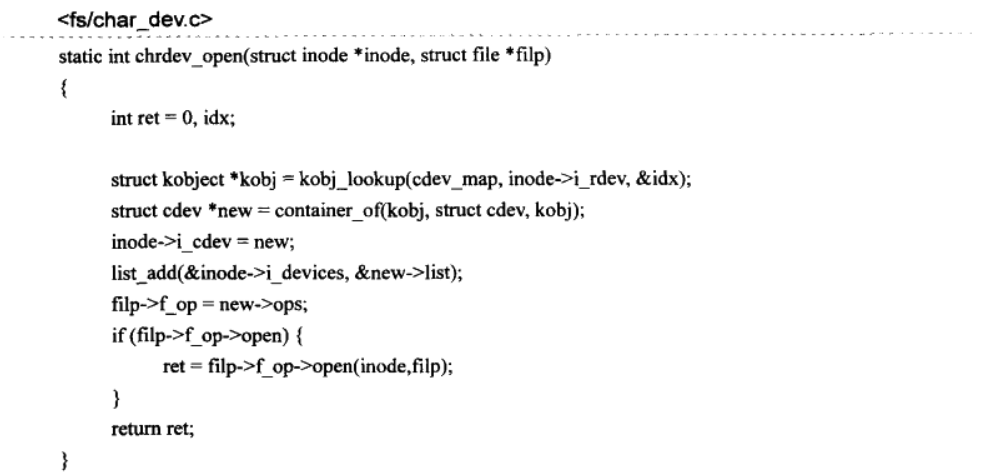 <fs/char_dev.c>
static int chrdev_open(struct inode *inode, struct file *filp)
{
int ret = 0, idx;
struct kobject *kobj = kobj_lookup(cdev_map, inode->i_rdev, &idx);
struct cdev *new = container_of(kobj, struct cdev, kobj);
inode->i_cdev = new;
list_add(&inode->i_devices, &new->list);
filp->f_op = new->ops;
if (filp->f_op->open) {
ret = filp->f_op->open(inode,filp);
}
return ret;
}